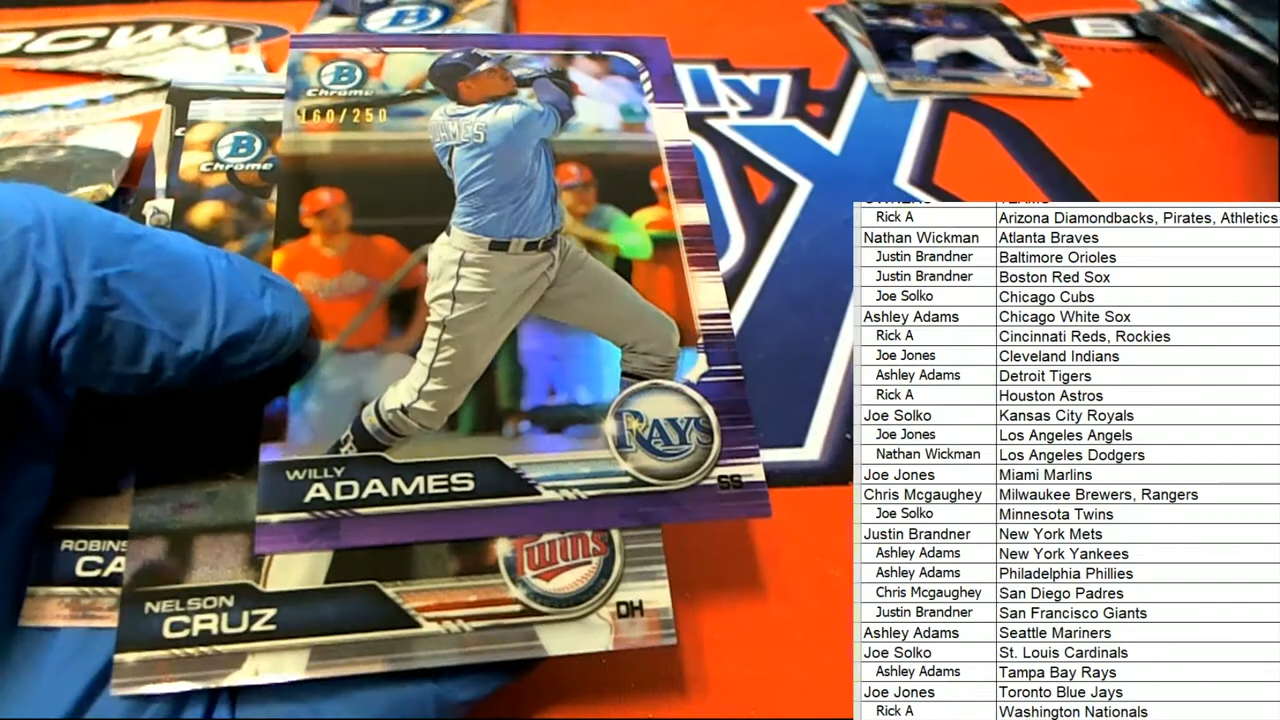 BCW
B
ly
B
Chrome
160/250
ADAMES
B
Chrome
RAYS
WILLY
ADAMES
SS
ROBINS
CA
Twins
NELSON
CRUZ
DH
Rick A Arizona Diamondbacks, Pirates, Athletics
Nathan Wickman Atlanta Braves
Justin Brandner Baltimore Orioles
Justin Brandner Boston Red Sox
Joe Solko Chicago Cubs
Ashley Adams Chicago White Sox
Rick A Cincinnati Reds, Rockies
Joe Jones Cleveland Indians
Ashley Adams Detroit Tigers
Rick A Houston Astros
Joe Solko Kansas City Royals
Joe Jones Los Angeles Angels
Nathan Wickman Los Angeles Dodgers
Joe Jones Miami Marlins
Chris Mcgaughey Milwaukee Brewers, Rangers
Joe Solko Minnesota Twins
Justin Brandner New York Mets
Ashley Adams New York Yankees
Ashley Adams Philadelphia Phillies
Chris Mcgaughey San Diego Padres
Justin Brandner San Francisco Giants
Ashley Adams Seattle Mariners
Joe Solko St. Louis Cardinals
Ashley Adams Tampa Bay Rays
Joe Jones Toronto Blue Jays
Rick A Washington Nationals